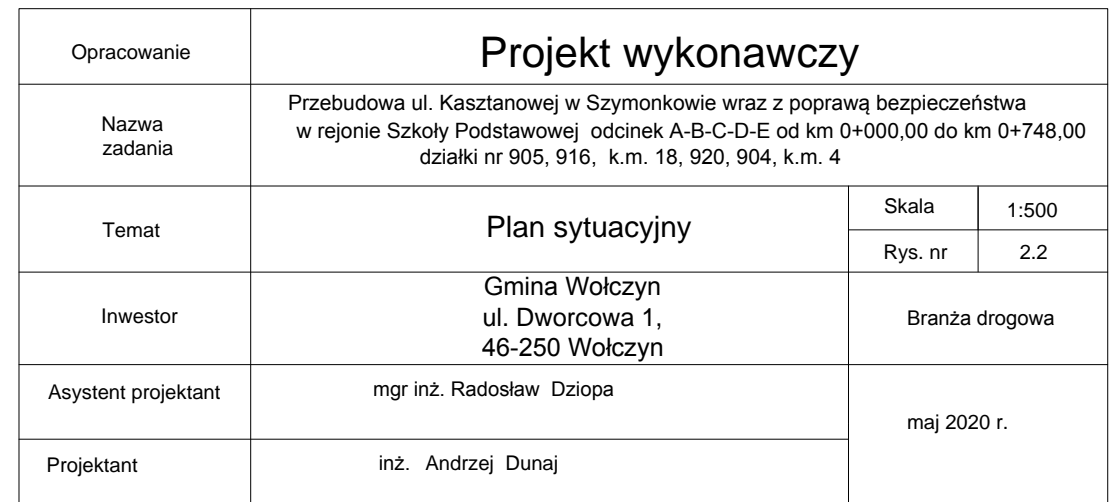 Opracowanie
Projekt wykonawczy
Nazwa
zadania
Przebudowa ul. Kasztanowej w Szymonkowie wraz z poprawą bezpieczeństwa
w rejonie Szkoły Podstawowej odcinek A-B-C-D-E od km 0+000,00 do km 0+748,00
działki nr 905, 916, k.m. 18, 920, 904, k.m. 4
Temat
Plan sytuacyjny
Skala
1:500
Rys. nr
2.2
Inwestor
Gmina Wołczyn
ul. Dworcowa 1,
46-250 Wołczyn
Branża drogowa
Asystent projektant
mgr inż. Radosław Dziopa
maj 2020 r.
Projektant
inż. Andrzej Dunaj